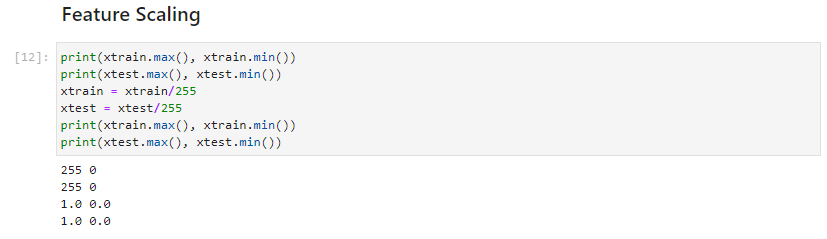 Feature Scaling
[12]:
print(xtrain.max(), xtrain.min())
print(xtest.max(), xtest.min())
xtrain = xtrain/255
xtest = xtest/255
print(xtrain.max(), xtrain.min())
print(xtest.max(), xtest.min())
255 0
255 0
1.0 0.0
1.0 0.0